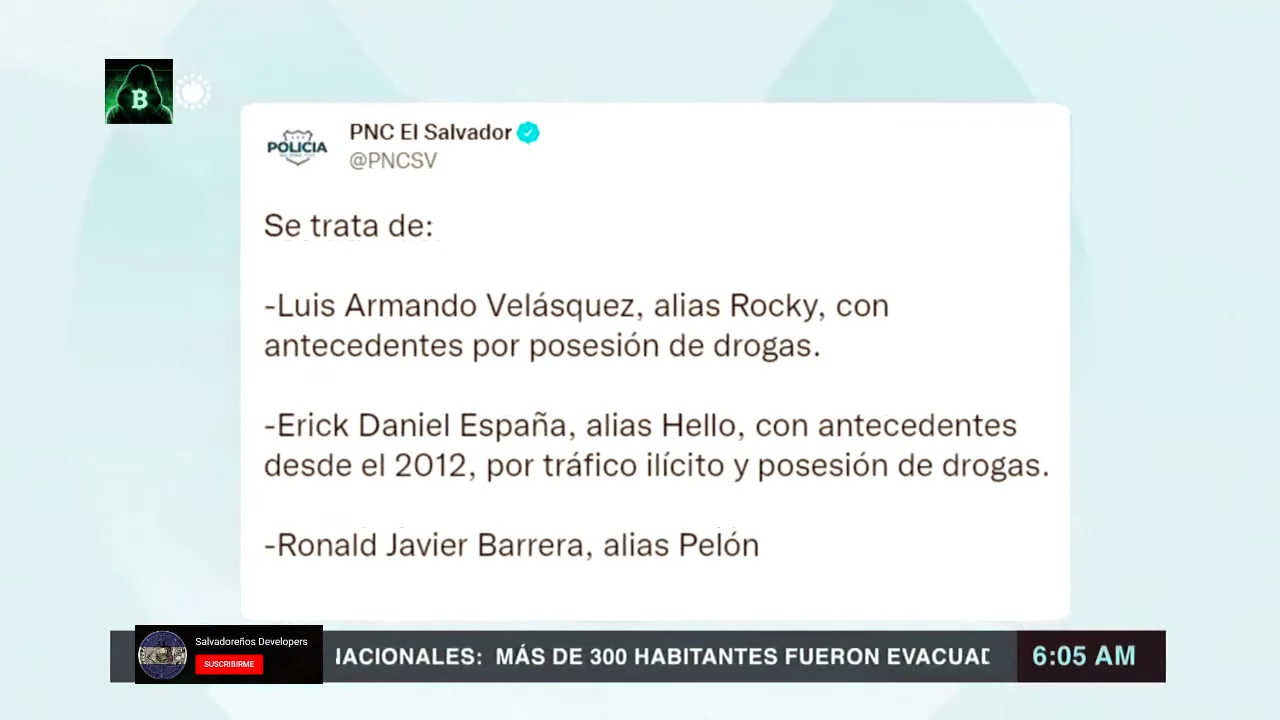 PNC El Salvador
POLICIA
@PNCSV
Se trata de:
-Luis Armando Velásquez, alias Rocky, con
antecedentes por posesión de drogas.
-Erick Daniel España, alias Hello, con antecedentes
desde el 2012, por tráfico ilícito y posesión de drogas.
-Ronald Javier Barrera, alias Pelón
Salvadoreños Developers
SUSCRIBIRME
MÁS DE 300 HABITANTES FUERON
6:05 AM